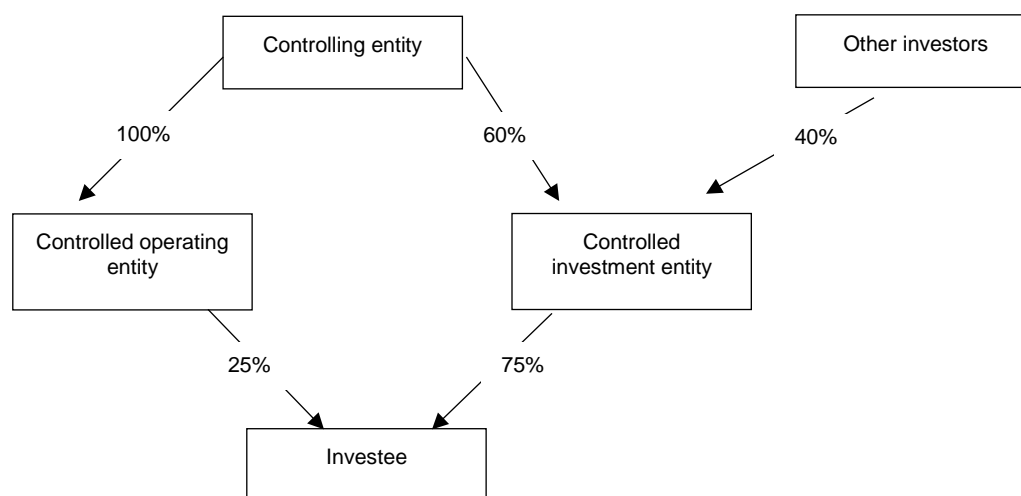 Controlling entity
Other investors
100%
60%
40%
Controlled operating
entity
Controlled
investment entity
25%
75%
Investee